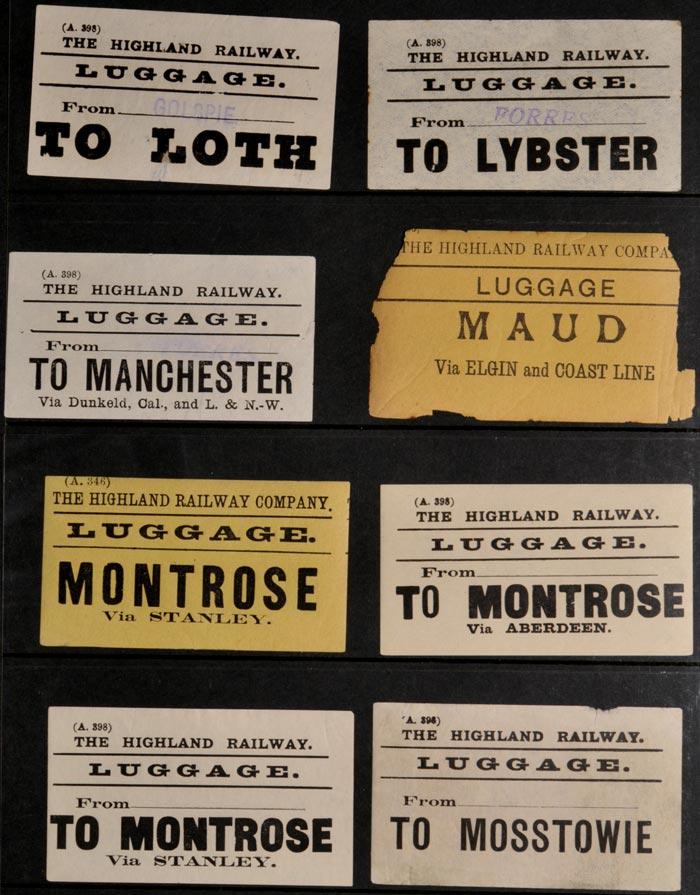 (A. 398)
THE HIGHLAND RAILWAY.
LUGGAGE.
From GOLSPIE
TO LOTH
(A. 398)
THE HIGHLAND RAILWAY.
LUGGAGE.
From FORRES
TO LYBSTER
(A. 398)
THE HIGHLAND RAILWAY.
LUGGAGE.
From
TO MANCHESTER
Via Dunkeld, Cal., and L. & N.-W.
THE HIGHLAND RAILWAY COMPA
LUGGAGE
MAUD
Via ELGIN and COAST LINE
(A. 346)
THE HIGHLAND RAILWAY COMPANY.
LUGGAGE.
MONTROSE
Via STANLEY.
(A. 398)
THE HIGHLAND RAILWAY.
LUGGAGE.
From
TO MONTROSE
Via ABERDEEN.
(A. 398)
THE HIGHLAND RAILWAY.
LUGGAGE.
From
TO MONTROSE
Via STANLEY.
(A. 398)
THE HIGHLAND RAILWAY.
LUGGAGE.
From
TO MOSSTOWIE